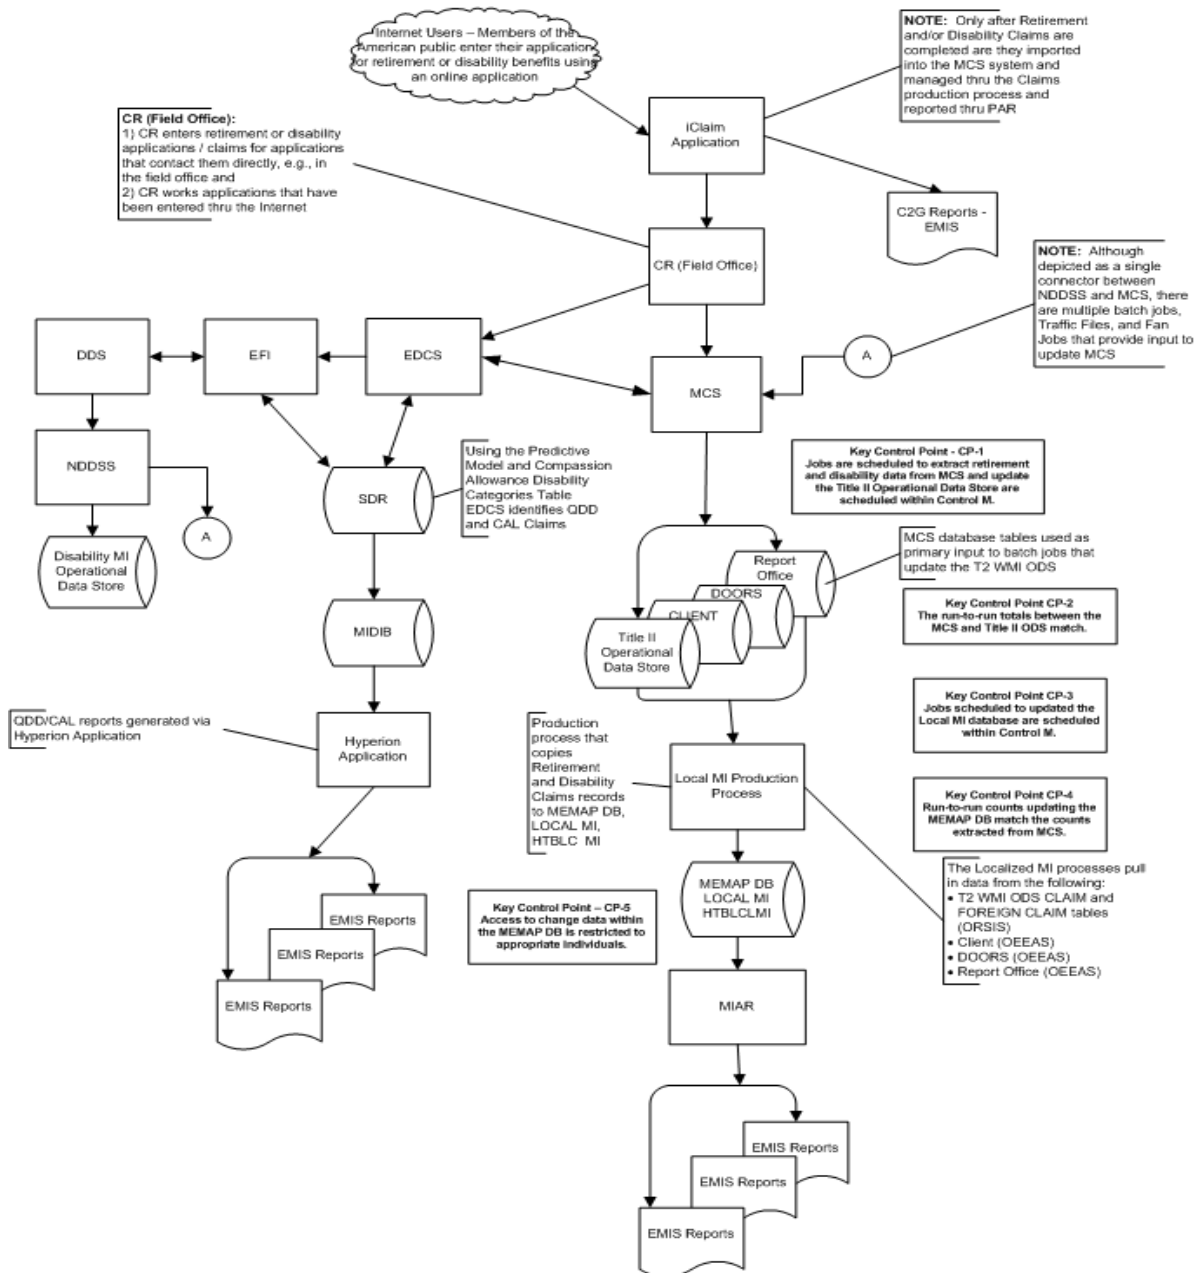 Internet Users – Members of the
American public enter their application
for retirement or disability benefits using
an online application
NOTE: Only after Retirement
and/or Disability Claims are
completed are they imported
into the MCS system and
managed thru the Claims
production process and
reported thru PAR
CR (Field Office):
1) CR enters retirement or disability
applications / claims for applications
that contact them directly, e.g., in
the field office and
2) CR works applications that have
been entered thru the Internet
iClaim
Application
C2G Reports -
EMIS
CR (Field Office)
NOTE: Although
depicted as a single
connector between
NDDSS and MCS, there
are multiple batch jobs,
Traffic Files, and Fan
Jobs that provide input to
update MCS
DDS
EFI
EDCS
MCS
A
NDDSS
A
Disability MI
Operational
Data Store
SDR
Using the Predictive
Model and Compassion
Allowance Disability
Categories Table
EDCS identifies QDD
and CAL Claims
Key Control Point - CP-1
Jobs are scheduled to extract retirement
and disability data from MCS and update
the Title II Operational Data Store are
scheduled within Control M.
Report
Office
DOORS
CLIENT
Title II
Operational
Data Store
MCS database tables used as
primary input to batch jobs that
update the T2 WMI ODS
Key Control Point CP-2
The run-to-run totals between the
MCS and Title II ODS match.
MIDIB
Key Control Point CP-3
Jobs scheduled to updated the
Local MI database are scheduled
within Control M.
QDD/CAL reports generated via
Hyperion Application
Hyperion
Application
Production
process that
copies
Retirement
and Disability
Claims records
to MEMAP DB,
LOCAL MI,
HTBLC MI
Local MI Production
Process
Key Control Point CP-4
Run-to-run counts updating the
MEMAP DB match the counts
extracted from MCS.
The Localized MI processes pull
in data from the following:
• T2 WMI ODS CLAIM and
FOREIGN CLAIM tables
(ORSIS)
• Client (OEEAS)
• DOORS (OEEAS)
• Report Office (OEEAS)
MEMAP DB
LOCAL MI
HTBLCLMI
Key Control Point – CP-5
Access to change data within
the MEMAP DB is restricted to
appropriate individuals.
EMIS Reports
EMIS Reports
EMIS Reports
MIAR
EMIS Reports
EMIS Reports
EMIS Reports